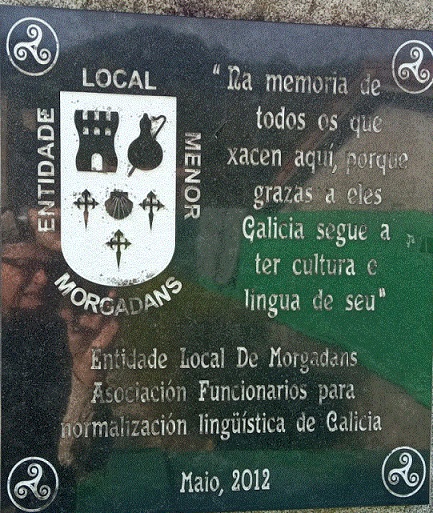 ENTIDADE LOCAL MENOR
MORGADANS
"Na memoria de
todos os que
xacen aquí, porque
grazas a eles
Galicia segue a
ter cultura e
lingua de seu"
Entidade Local De Morgadans
Asociación Funcionarios para
normalización lingüística de Galicia
Maio, 2012